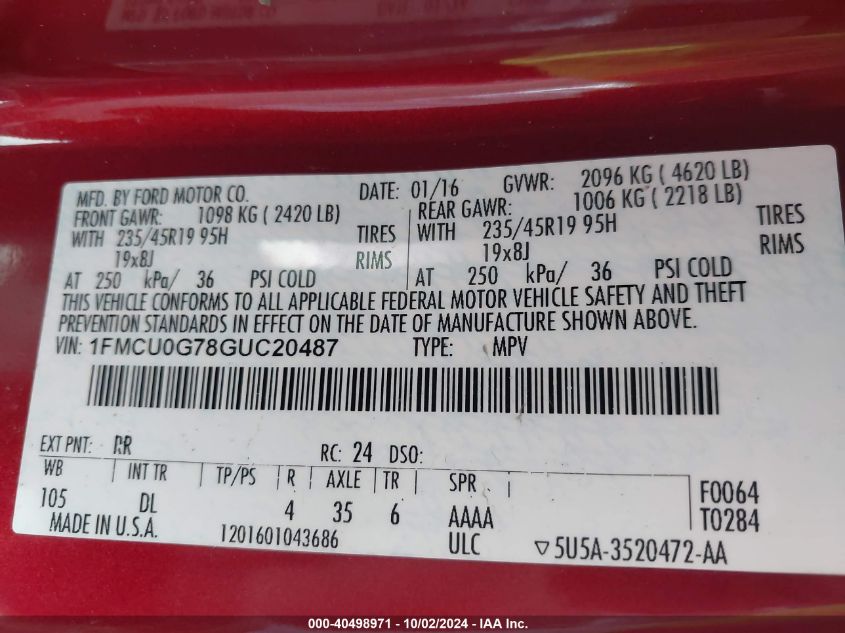 MFD. BY FORD MOTOR CO. DATE: 01/16 GVWR: 2096 KG ( 4620 LB)
FRONT GAWR: 1098 KG ( 2420 LB) REAR GAWR: 1006 KG ( 2218 LB)
WITH 235/45R19 95H TIRES WITH 235/45R19 95H TIRES
19x8J RIMS 19x8J RIMS
AT 250 kPa/ 36 PSI COLD AT 250 kPa/ 36 PSI COLD
THIS VEHICLE CONFORMS TO ALL APPLICABLE FEDERAL MOTOR VEHICLE SAFETY AND THEFT
PREVENTION STANDARDS IN EFFECT ON THE DATE OF MANUFACTURE SHOWN ABOVE.
VIN: 1FMCU0G78GUC20487 TYPE: MPV
EXT PNT: RR RC: 24 DSO:
WB INT TR TP/PS R AXLE TR SPR
105 DL 4 35 6 AAAA F0064
MADE IN U.S.A. 1201601043686 ULC T0284
▽5U5A-3520472-AA
000-40498971 - 10/02/2024 - IAA Inc.